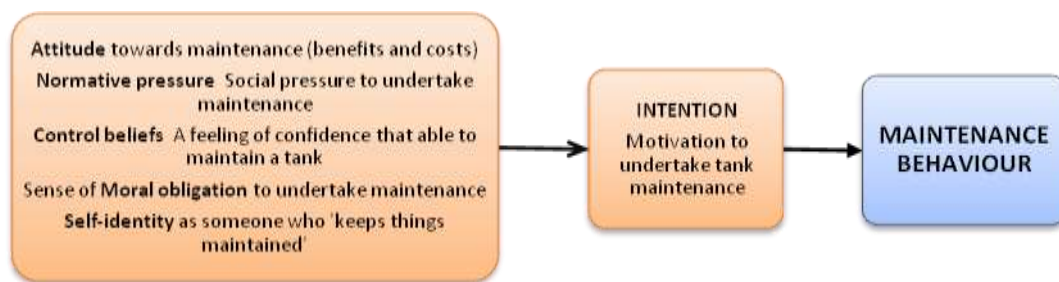 Attitude towards maintenance (benefits and costs)
Normative pressure Social pressure to undertake
maintenance
Control beliefs A feeling of confidence that able to
maintain a tank
Sense of Moral obligation to undertake maintenance
Self-identity as someone who 'keeps things
maintained'
INTENTION
Motivation to
undertake tank
maintenance
MAINTENANCE
BEHAVIOUR